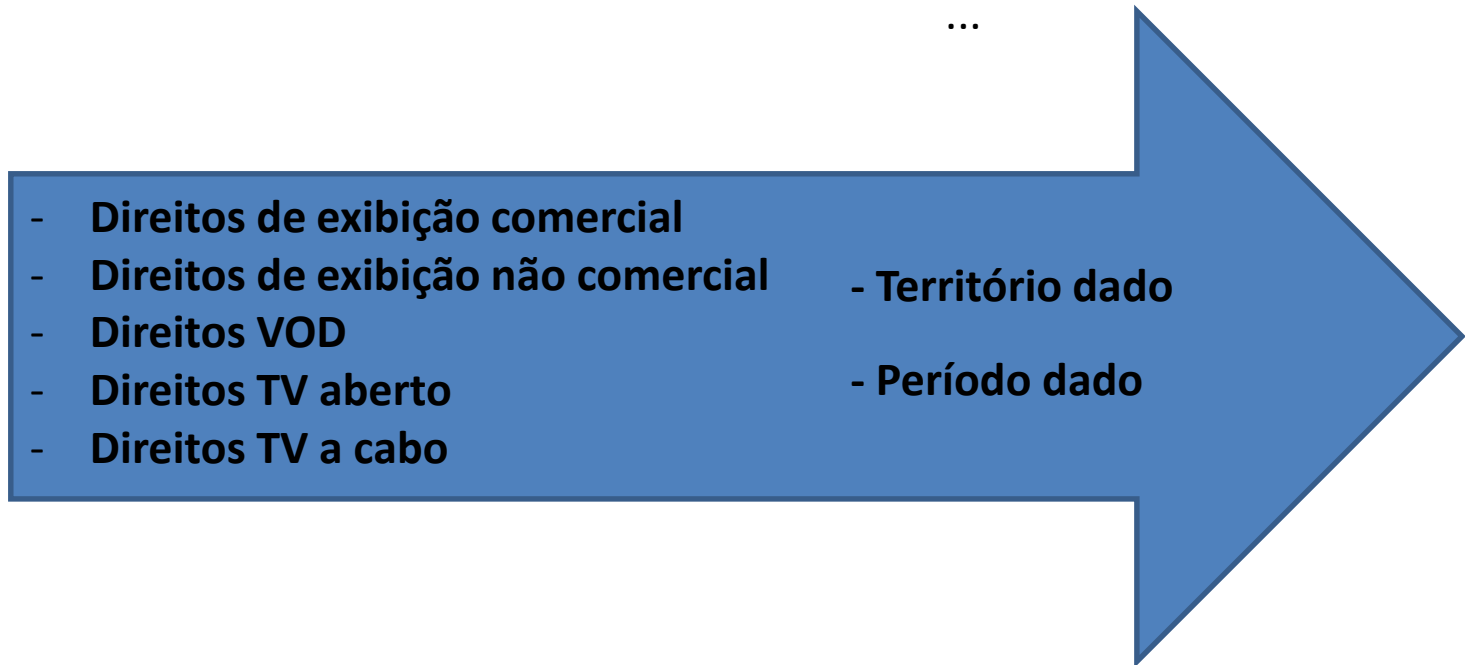 ...
- Direitos de exibição comercial
- Direitos de exibição não comercial
- Direitos VOD
- Direitos TV aberto
- Direitos TV a cabo
- Território dado
- Período dado